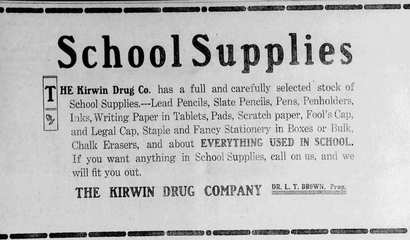 School Supplies
THE Kirwin Drug Co. has a full and carefully selected stock of
School Supplies.---Lead Pencils, Slate Pencils, Pens, Penholders,
Inks, Writing Paper in Tablets, Pads, Scratch paper, Fool's Cap,
and Legal Cap, Staple and Fancy Stationery in Boxes or Bulk,
Chalk Erasers, and about EVERYTHING USED IN SCHOOL.
If you want anything in School Supplies, call on us, and we
will fit you out.
THE KIRWIN DRUG COMPANY DR. L. T. BROWN, Prop.